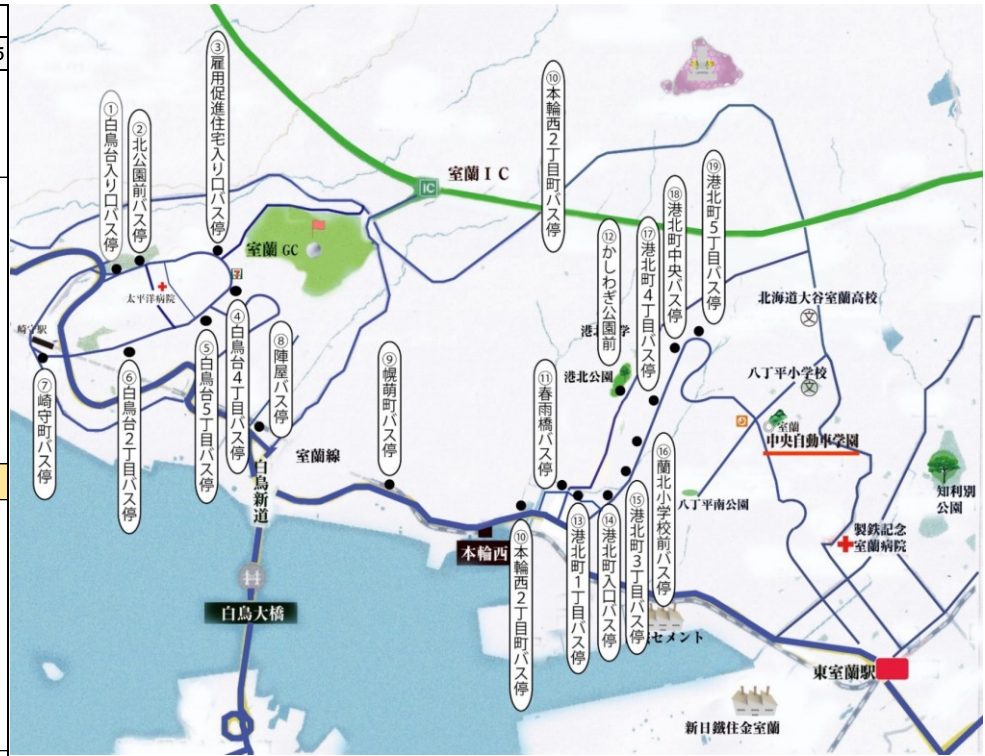 5
①白鳥台入り口バス停
②北公園前バス停
③雇用促進住宅入り口バス停
⑩本輪西2丁目町バス停
⑲港北町5丁目バス停
⑱港北町中央バス停
⑰港北町4丁目バス停
⑫かしわぎ公園前
室蘭IC
IC
室蘭GC
7
太平洋病院
崎守駅
④白鳥台4丁目バス停
⑤白鳥台5丁目バス停
⑥白鳥台2丁目バス停
⑦崎守町バス停
⑧陣屋バス停
⑨幌萌町バス停
⑪春雨橋バス停
港北公園
北海道大谷室蘭高校
文
八丁平小学校
文
室蘭
中央自動車学園
知利別
公園
八丁平南公園
製鉄記念
室蘭病院
室蘭線
白鳥新道
本輪西
⑩本輪西2丁目町バス停
⑬港北町1丁目バス停
⑭港北町入口バス停
⑮港北町3丁目バス停
⑯蘭北小学校前バス停
セメント
白鳥大橋
東室蘭駅
新日鐵住金室蘭